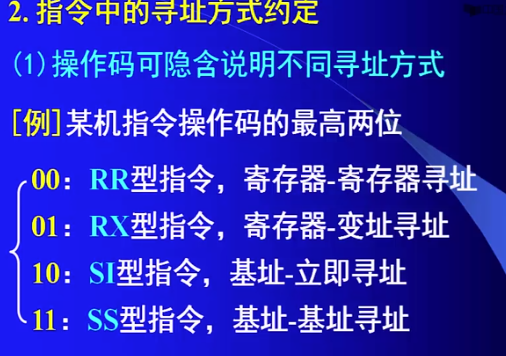 2.指令中的寻址方式约定
(1)操作码可隐含说明不同寻址方式
[例]某机指令操作码的最高两位
00：RR型指令，寄存器-寄存器寻址
01：RX型指令，寄存器-变址寻址
10：SI型指令，基址-立即寻址
11：SS型指令，基址-基址寻址